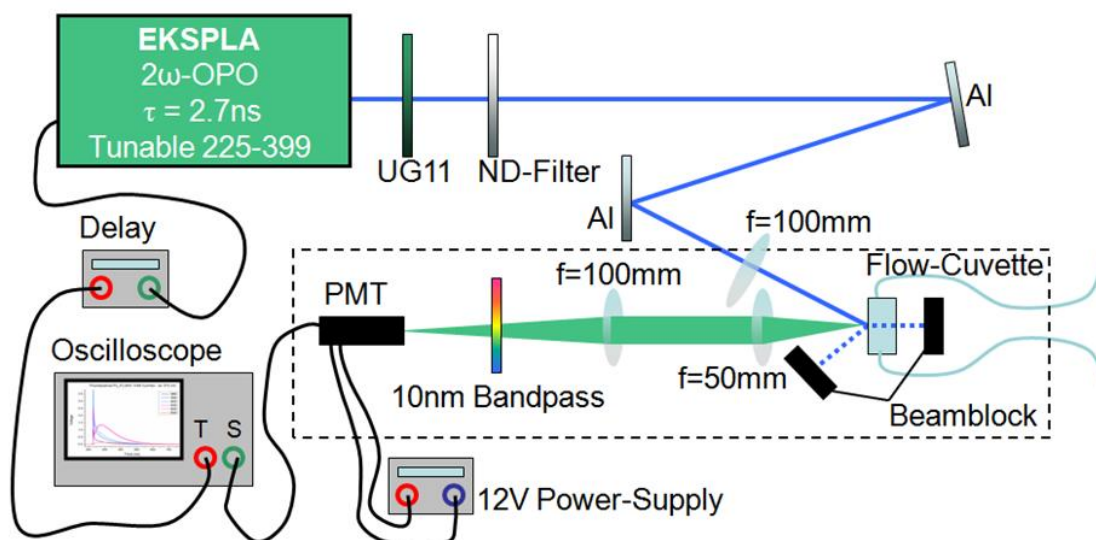 EKSPLA
2ω-OPO
τ = 2.7ns
Tunable 225-399
UG11
ND-Filter
Al
Al
f=100mm
Delay
f=100mm
Flow-Cuvette
PMT
Oscilloscope
T S
10nm Bandpass
f=50mm
Beamblock
12V Power-Supply